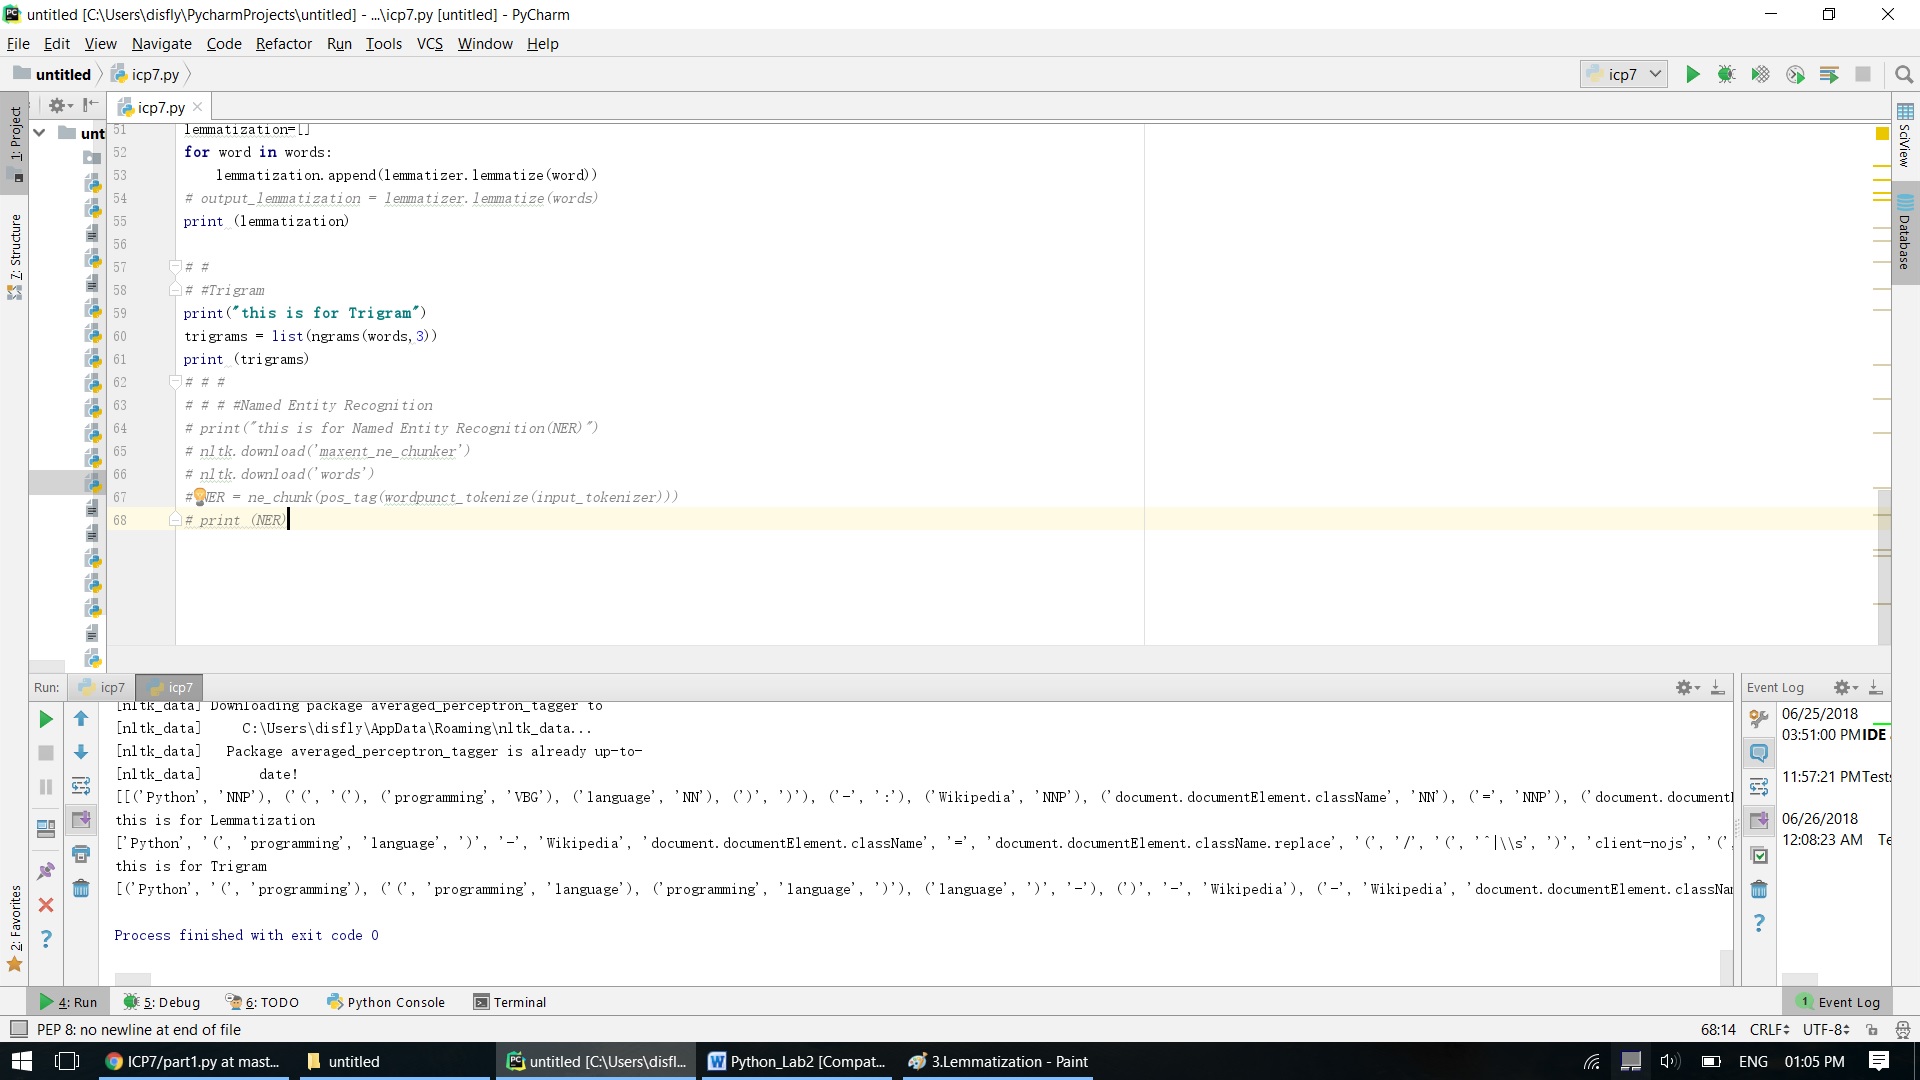 untitled [C:\Users\disfly\PycharmProjects\untitled] - ...\icp7.py [untitled] - PyCharm
File Edit View Navigate Code Refactor Run Tools VCS Window Help
untitled icp7.py icp7
1: Project
7: Structure
2: Favorites
unt
icp7.py
51 lemmatization=[]
52 for word in words:
53 lemmatization.append(lemmatizer.lemmatize(word))
54 # output_lemmatization = lemmatizer.lemmatize(words)
55 print (lemmatization)
56
57 # #
58 # #Trigram
59 print("this is for Trigram")
60 trigrams = list(ngrams(words,3))
61 print (trigrams)
62 # # #
63 # # # #Named Entity Recognition
64 # print("this is for Named Entity Recognition(NER)")
65 # nltk.download('maxent_ne_chunker')
66 # nltk.download('words')
67 # NER = ne_chunk(pos_tag(wordpunct_tokenize(input_tokenizer)))
68 # print (NER)
SciView
Database
Run: icp7 icp7
[nltk_data] Downloading package averaged_perceptron_tagger to
[nltk_data] C:\Users\disfly\AppData\Roaming\nltk_data...
[nltk_data] Package averaged_perceptron_tagger is already up-to-
[nltk_data] date!
[[('Python', 'NNP'), ('(', '('), ('programming', 'VBG'), ('language', 'NN'), (')', ')'), ('-', ':'), ('Wikipedia', 'NNP'), ('document.documentElement.className', 'NN'), ('=', 'NNP'), ('document.document
this is for Lemmatization
['Python', '(', 'programming', 'language', ')', '-', 'Wikipedia', 'document.documentElement.className', '=', 'document.documentElement.className.replace', '(', '/', '(', '^|\\s', ')', 'client-nojs', '(',
this is for Trigram
[('Python', '(', 'programming'), ('(', 'programming', 'language'), ('programming', 'language', ')'), ('language', ')', '-'), (')', '-', 'Wikipedia'), ('-', 'Wikipedia', 'document.documentElement.classNa
Process finished with exit code 0
Event Log
06/25/2018
03:51:00 PM IDE
11:57:21 PM Tests
06/26/2018
12:08:23 AM Te
4: Run 5: Debug 6: TODO Python Console Terminal 1 Event Log
PEP 8: no newline at end of file 68:14 CRLF UTF-8
ICP7/part1.py at mast... untitled untitled [C:\Users\disfl... Python_Lab2 [Compat... 3.Lemmatization - Paint ENG 01:05 PM